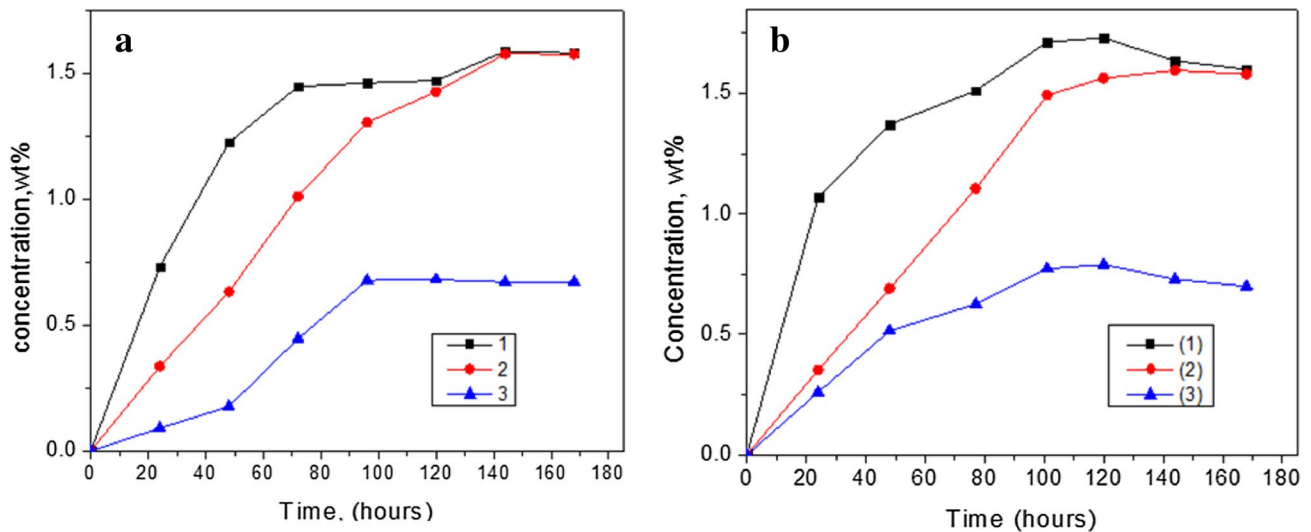 a
concentration,wt%
1.5
1.0
0.5
0.0
1
2
3
0 20 40 60 80 100 120 140 160 180
Time, (hours)
b
Concentration, wt%
1.5
1.0
0.5
0.0
(1)
(2)
(3)
0 20 40 60 80 100 120 140 160 180
Time (hours)